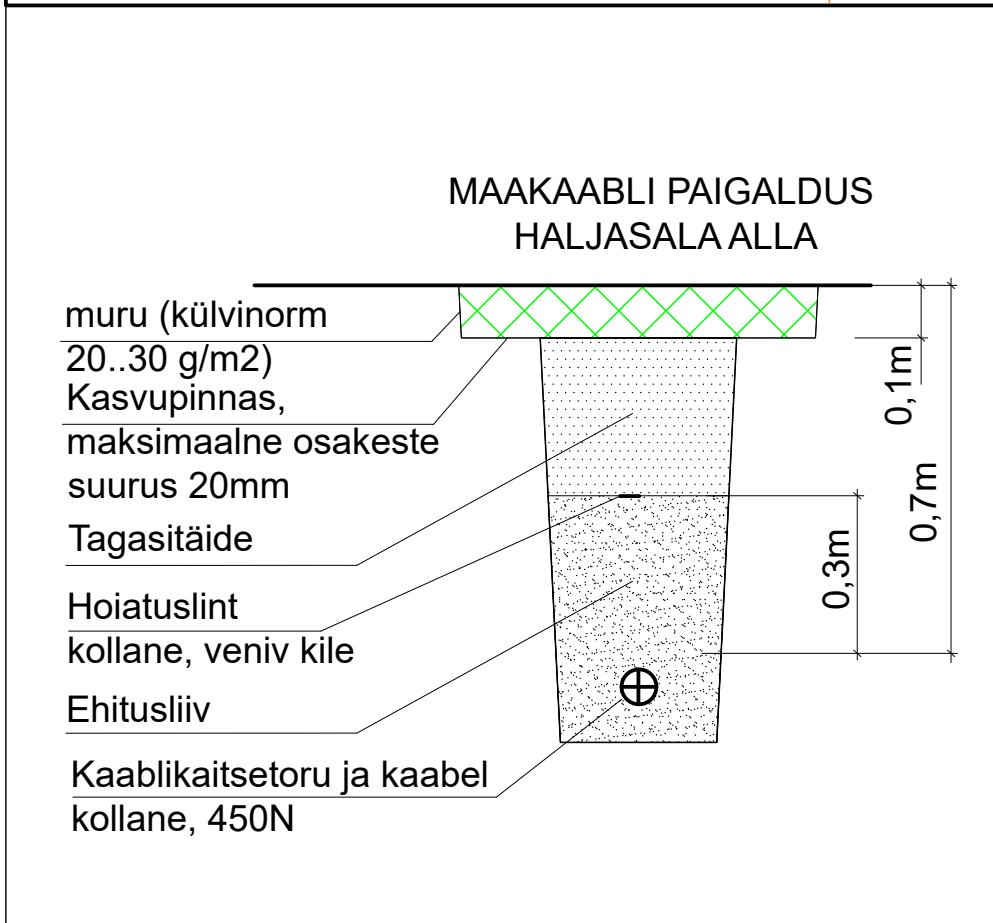 MAAKAABLI PAIGALDUS
HALJASALA ALLA
muru (külvinorm
20..30 g/m2)
Kasvupinnas,
maksimaalne osakeste
suurus 20mm
Tagasitäide
Hoiatuslint
kollane, veniv kile
Ehitusliiv
Kaablikaitsetoru ja kaabel
kollane, 450N
0,1m
0,7m
0,3m